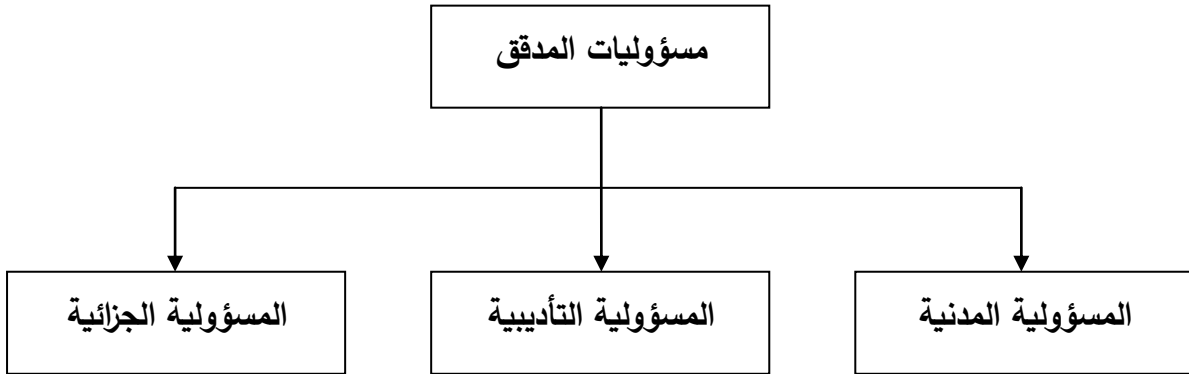 مسؤوليات المدقق
المسؤولية المدنية
المسؤولية التأديبية
المسؤولية الجزائية